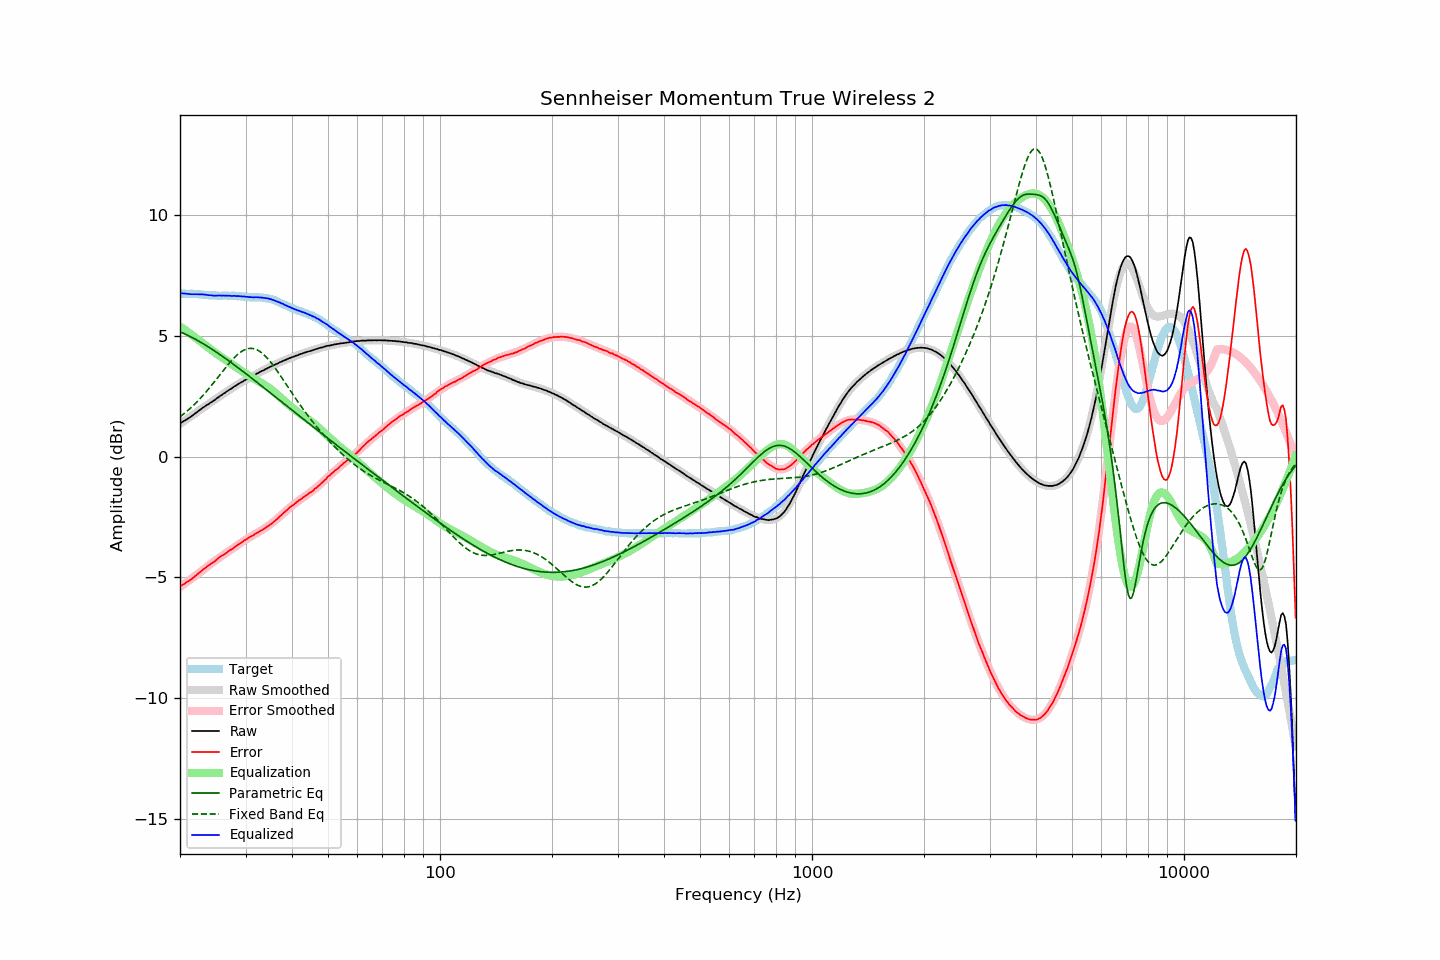 Sennheiser Momentum True Wireless 2
Amplitude (dBr)
10
5
0
−5
−10
−15
Target
Raw Smoothed
Error Smoothed
Raw
Error
Equalization
Parametric Eq
Fixed Band Eq
Equalized
100
1000
10000
Frequency (Hz)